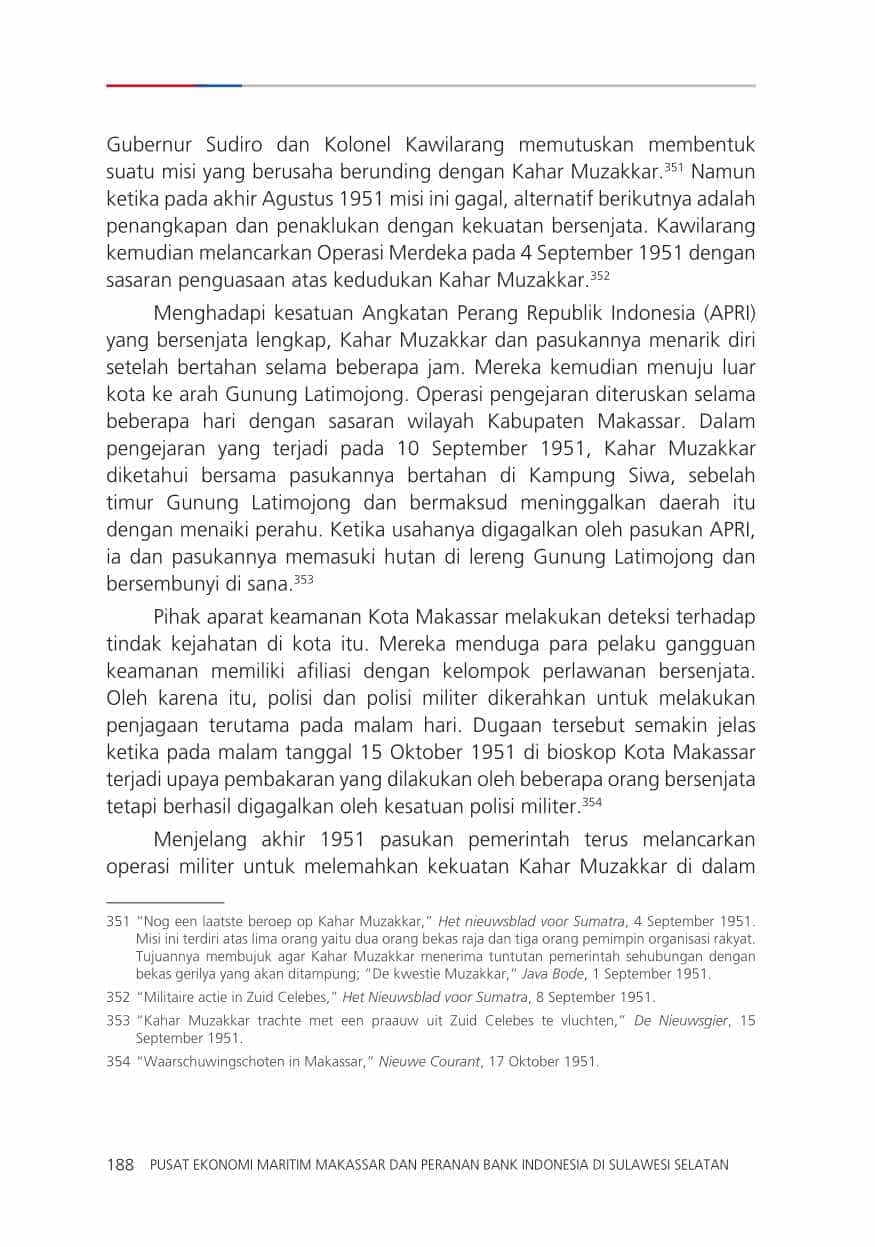 Gubernur Sudiro dan Kolonel Kawilarang memutuskan membentuk
suatu misi yang berusaha berunding dengan Kahar Muzakkar.351 Namun
ketika pada akhir Agustus 1951 misi ini gagal, alternatif berikutnya adalah
penangkapan dan penaklukan dengan kekuatan bersenjata. Kawilarang
kemudian melancarkan Operasi Merdeka pada 4 September 1951 dengan
sasaran penguasaan atas kedudukan Kahar Muzakkar.352
Menghadapi kesatuan Angkatan Perang Republik Indonesia (APRI)
yang bersenjata lengkap, Kahar Muzakkar dan pasukannya menarik diri
setelah bertahan selama beberapa jam. Mereka kemudian menuju luar
kota ke arah Gunung Latimojong. Operasi pengejaran diteruskan selama
beberapa hari dengan sasaran wilayah Kabupaten Makassar. Dalam
pengejaran yang terjadi pada 10 September 1951, Kahar Muzakkar
diketahui bersama pasukannya bertahan di Kampung Siwa, sebelah
timur Gunung Latimojong dan bermaksud meninggalkan daerah itu
dengan menaiki perahu. Ketika usahanya digagalkan oleh pasukan APRI,
ia dan pasukannya memasuki hutan di lereng Gunung Latimojong dan
bersembunyi di sana.353
Pihak aparat keamanan Kota Makassar melakukan deteksi terhadap
tindak kejahatan di kota itu. Mereka menduga para pelaku gangguan
keamanan memiliki afiliasi dengan kelompok perlawanan bersenjata.
Oleh karena itu, polisi dan polisi militer dikerahkan untuk melakukan
penjagaan terutama pada malam hari. Dugaan tersebut semakin jelas
ketika pada malam tanggal 15 Oktober 1951 di bioskop Kota Makassar
terjadi upaya pembakaran yang dilakukan oleh beberapa orang bersenjata
tetapi berhasil digagalkan oleh kesatuan polisi militer.354
Menjelang akhir 1951 pasukan pemerintah terus melancarkan
operasi militer untuk melemahkan kekuatan Kahar Muzakkar di dalam
351 “Nog een laatste beroep op Kahar Muzakkar,” Het nieuwsblad voor Sumatra, 4 September 1951.
Misi ini terdiri atas lima orang yaitu dua orang bekas raja dan tiga orang pemimpin organisasi rakyat.
Tujuannya membujuk agar Kahar Muzakkar menerima tuntutan pemerintah sehubungan dengan
bekas gerilya yang akan ditampung; “De kwestie Muzakkar,” Java Bode, 1 September 1951.
352 “Militaire actie in Zuid Celebes,” Het Nieuwsblad voor Sumatra, 8 September 1951.
353 “Kahar Muzakkar trachte met een praauw uit Zuid Celebes te vluchten,” De Nieuwsgier, 15
September 1951.
354 “Waarschuwingschoten in Makassar,” Nieuwe Courant, 17 Oktober 1951.
188 PUSAT EKONOMI MARITIM MAKASSAR DAN PERANAN BANK INDONESIA DI SULAWESI SELATAN